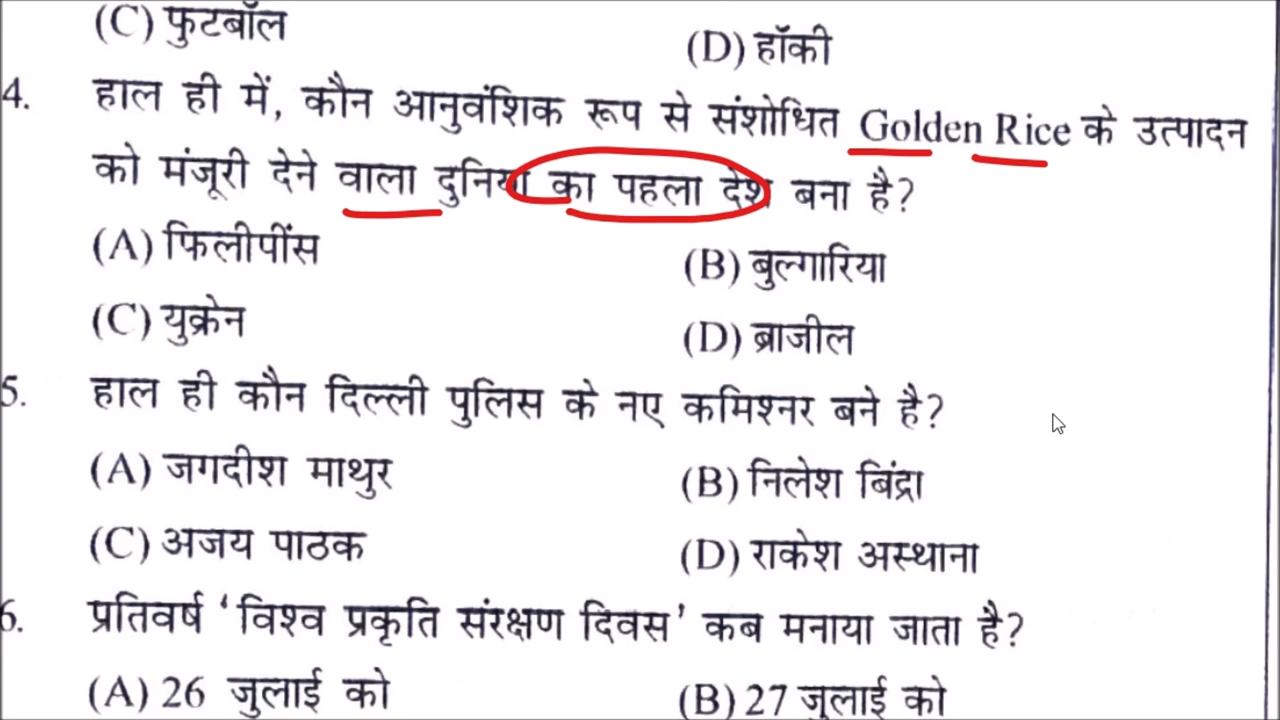 (C) फुटबॉल (D) हॉकी
4. हाल ही में, कौन आनुवंशिक रूप से संशोधित Golden Rice के उत्पादन
को मंजूरी देने वाला दुनिया का पहला देश बना है?
(A) फिलीपींस (B) बुल्गारिया
(C) युक्रेन (D) ब्राजील
5. हाल ही कौन दिल्ली पुलिस के नए कमिश्नर बने है?
(A) जगदीश माथुर (B) निलेश बिंद्रा
(C) अजय पाठक (D) राकेश अस्थाना
6. प्रतिवर्ष 'विश्व प्रकृति संरक्षण दिवस' कब मनाया जाता है?
(A) 26 जुलाई को (B) 27 जुलाई को